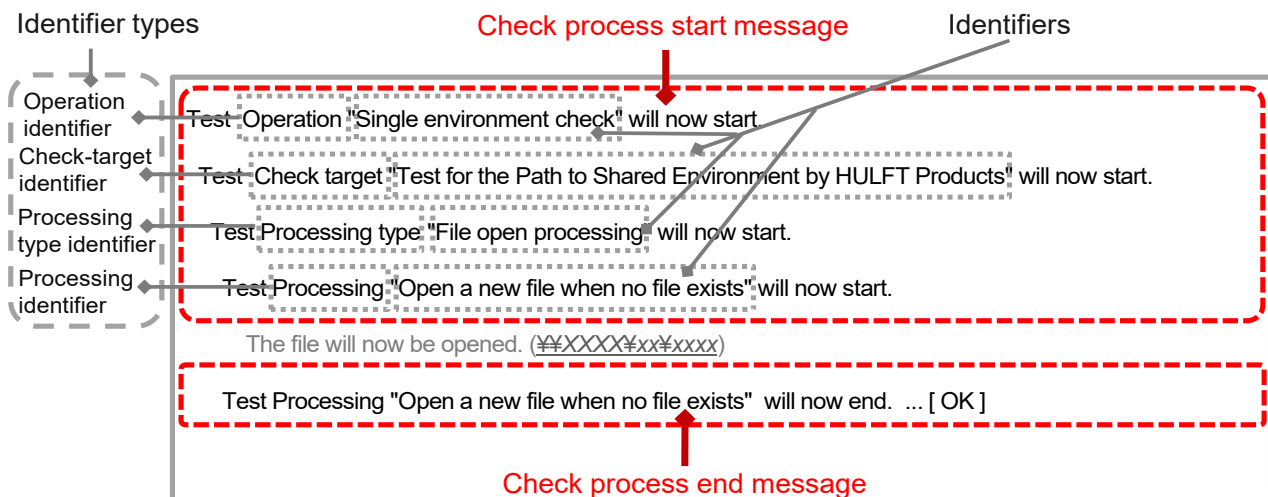 Identifier types
Check process start message
Identifiers
Operation
identifier
Test Operation "Single environment check" will now start.
Check-target
identifier
Test Check target "Test for the Path to Shared Environment by HULFT Products" will now start.
Processing
type identifier
Test Processing type "File open processing" will now start.
Processing
identifier
Test Processing "Open a new file when no file exists" will now start.
The file will now be opened. (¥¥XXXX¥xx¥xxxx)
Test Processing "Open a new file when no file exists" will now end. ... [ OK ]
Check process end message